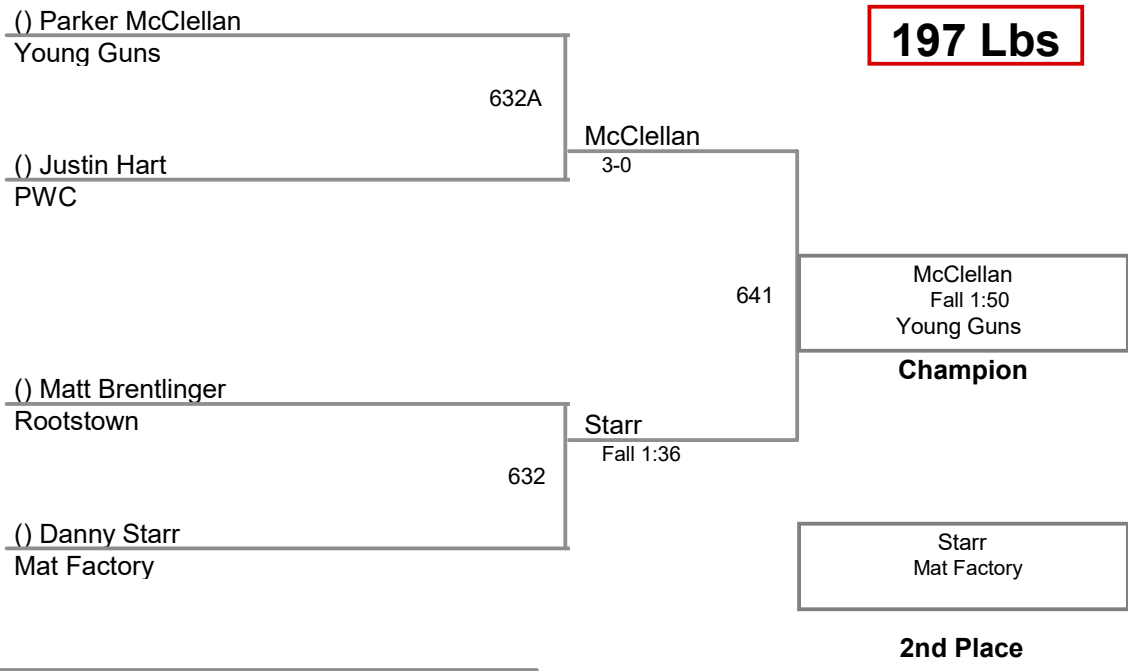 () Parker McClellan
Young Guns
197 Lbs
632A
McClellan
3-0
() Justin Hart
PWC
McClellan
Fall 1:50
Young Guns
641
Champion
() Matt Brentlinger
Rootstown
Starr
Fall 1:36
632
() Danny Starr
Mat Factory
Starr
Mat Factory
2nd Place